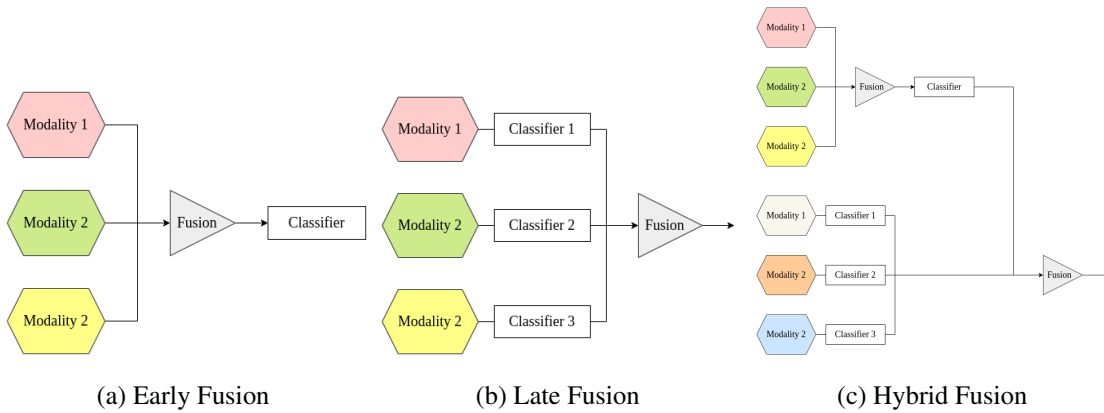 Modality 1
Modality 2
Fusion
Classifier
Modality 2
(a) Early Fusion
Modality 1
Classifier 1
Modality 2
Classifier 2
Fusion
Modality 2
Classifier 3
(b) Late Fusion
Modality 1
Modality 2
Fusion
Classifier
Modality 2
Modality 1
Classifier 1
Modality 2
Classifier 2
Fusion
Modality 2
Classifier 3
(c) Hybrid Fusion